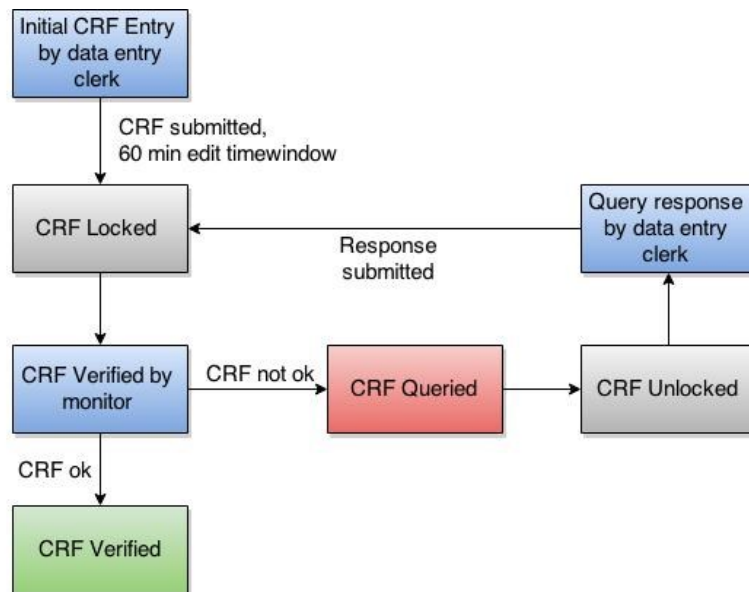 Initial CRF Entry
by data entry
clerk
CRF submitted,
60 min edit timewindow
CRF Locked
Query response
by data entry
clerk
Response
submitted
CRF Verified by
monitor
CRF not ok
CRF Queried
CRF Unlocked
CRF ok
CRF Verified